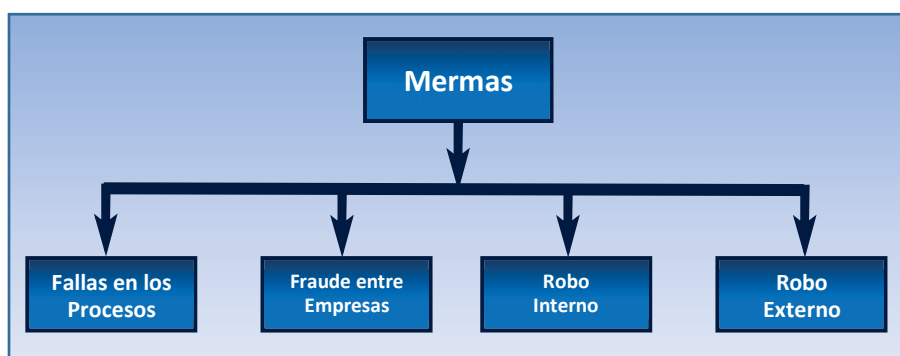 Mermas
Fallas en los
Procesos
Fraude entre
Empresas
Robo
Interno
Robo
Externo